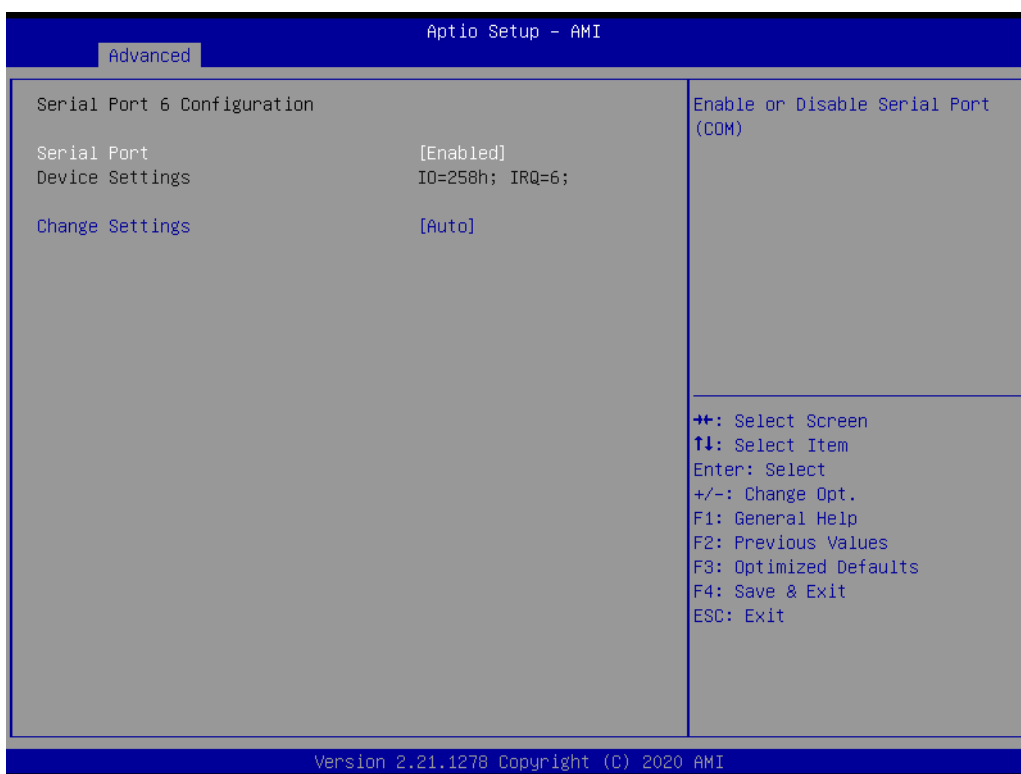 Aptio Setup – AMI
Advanced
Serial Port 6 Configuration
Serial Port [Enabled]
Device Settings IO=258h; IRQ=6;
Change Settings [Auto]
Enable or Disable Serial Port
(COM)
→←: Select Screen
↑↓: Select Item
Enter: Select
+/-: Change Opt.
F1: General Help
F2: Previous Values
F3: Optimized Defaults
F4: Save & Exit
ESC: Exit
Version 2.21.1278 Copyright (C) 2020 AMI